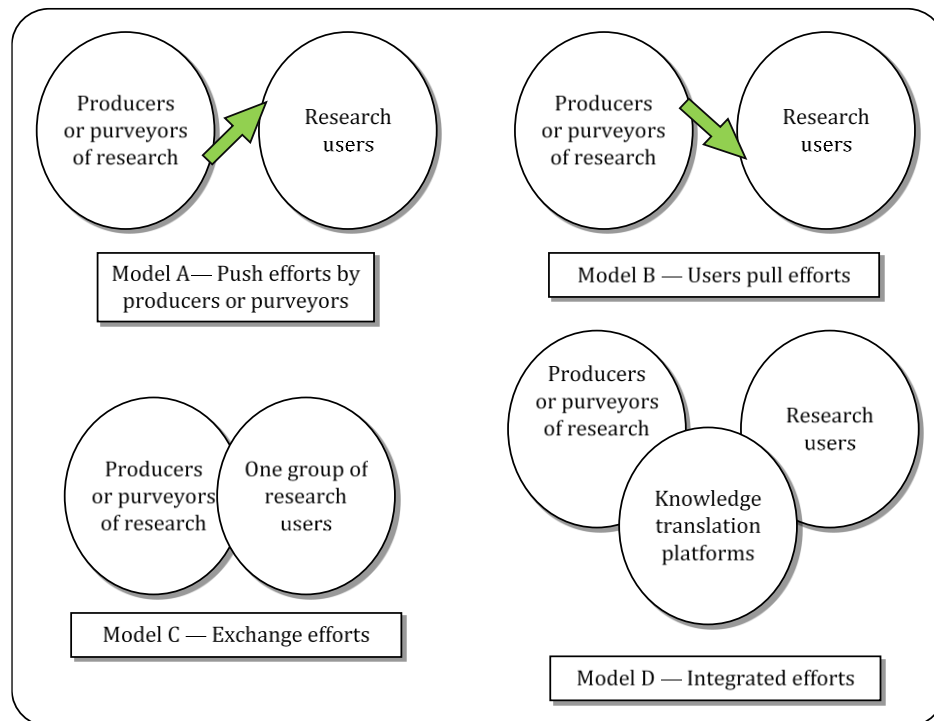 Producers
or purveyors
of research
Research
users
Model A— Push efforts by
producers or purveyors
Producers
or purveyors
of research
Research
users
Model B — Users pull efforts
Producers
or purveyors
of research
One group of
research
users
Model C — Exchange efforts
Producers
or purveyors
of research
Research
users
Knowledge
translation
platforms
Model D — Integrated efforts